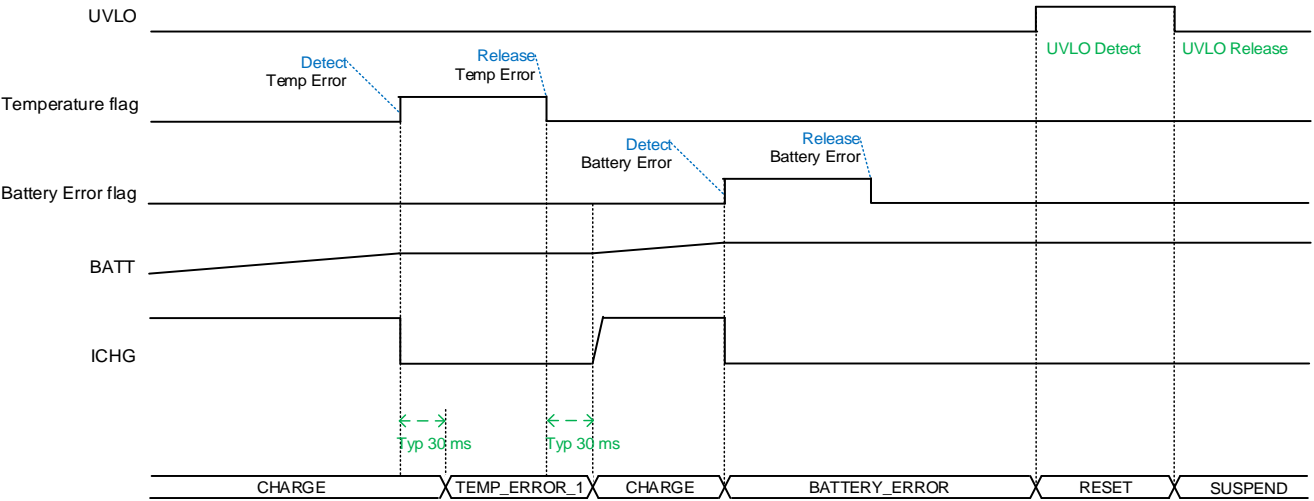 UVLO
UVLO Detect
UVLO Release
Detect
Temp Error
Release
Temp Error
Temperature flag
Detect
Battery Error
Release
Battery Error
Battery Error flag
BATT
ICHG
Typ 30 ms
Typ 30 ms
CHARGE
TEMP_ERROR_1
CHARGE
BATTERY_ERROR
RESET
SUSPEND